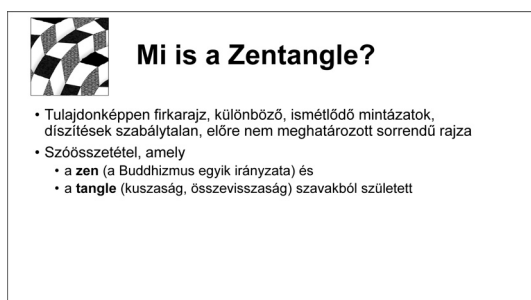 Mi is a Zentangle?
• Tulajdonképpen firkarajz, különböző, ismétlődő mintázatok,
díszítések szabálytalan, előre nem meghatározott sorrendű rajza
• Szóösszetétel, amely
• a zen (a Buddhizmus egyik irányzata) és
• a tangle (kuszaság, összevisszaság) szavakból született